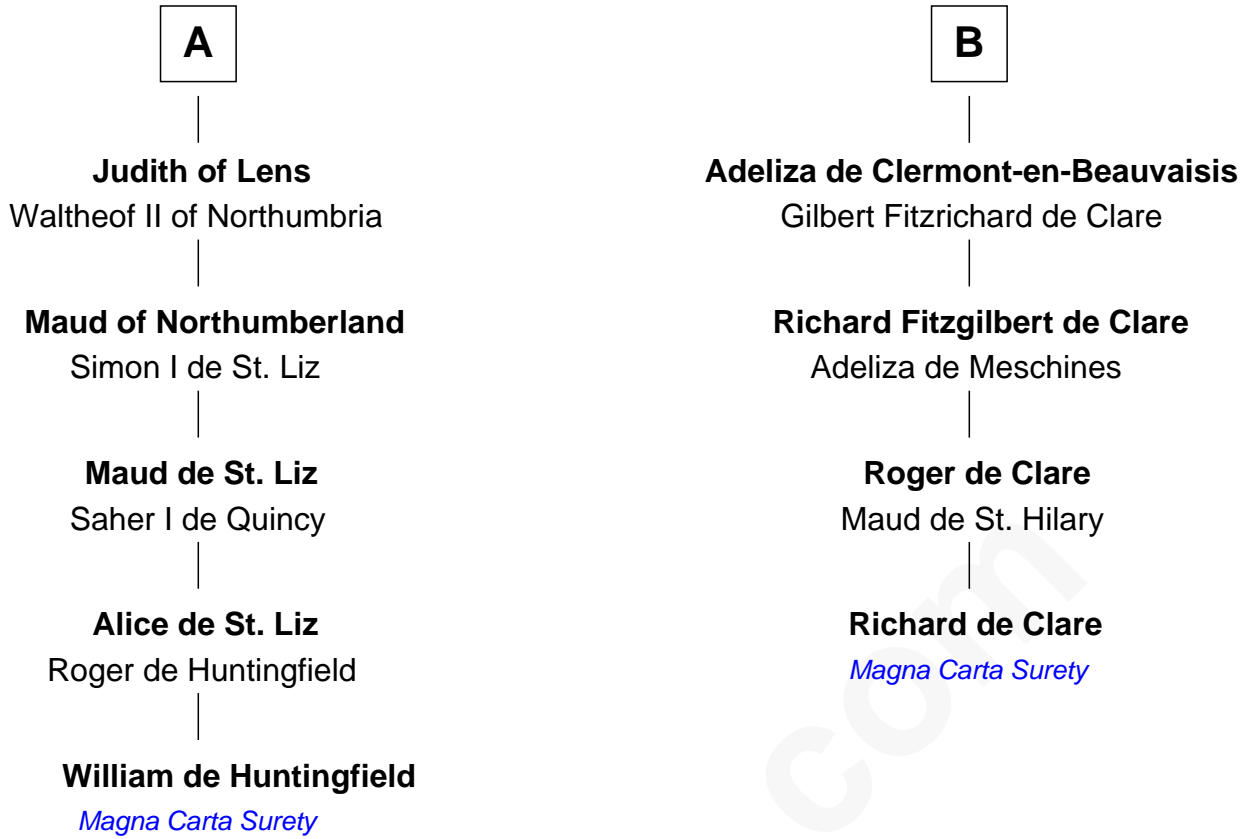 A
Judith of Lens
Waltheof II of Northumbria
Maud of Northumberland
Simon I de St. Liz
Maud de St. Liz
Saher I de Quincy
Alice de St. Liz
Roger de Huntingfield
William de Huntingfield
Magna Carta Surety
B
Adeliza de Clermont-en-Beauvaisis
Gilbert Fitzrichard de Clare
Richard Fitzgilbert de Clare
Adeliza de Meschines
Roger de Clare
Maud de St. Hilary
Richard de Clare
Magna Carta Surety
com